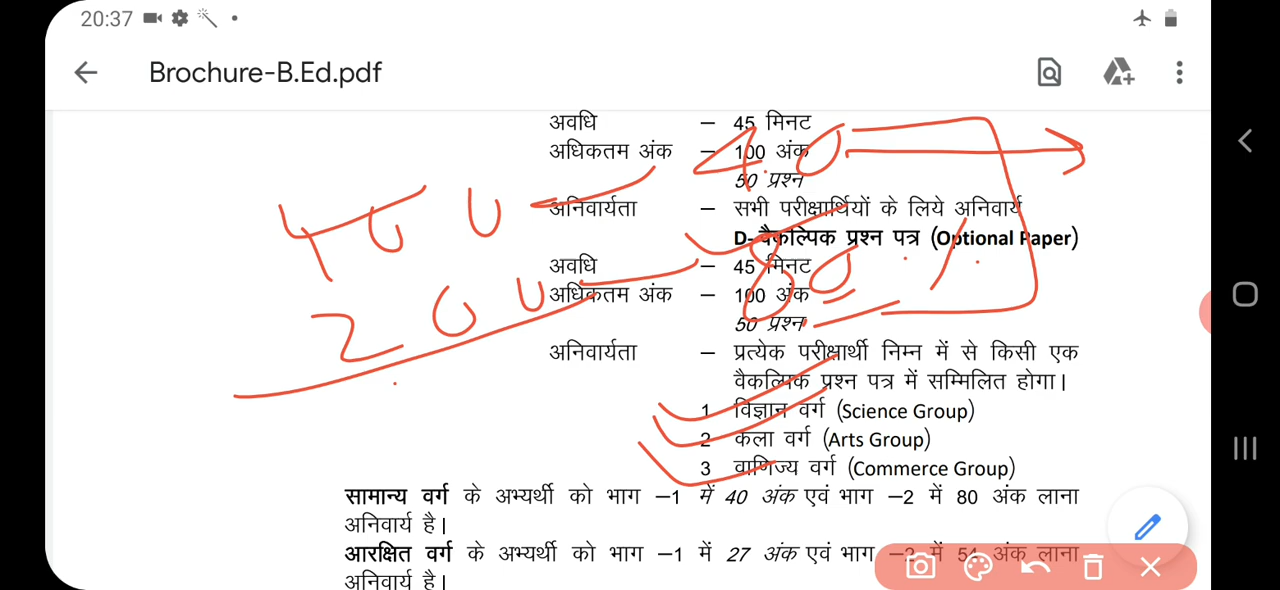 20:37
Brochure-B.Ed.pdf
अवधि – 45 मिनट
अधिकतम अंक – 100 अंक
50 प्रश्न
अनिवार्यता – सभी परीक्षार्थियों के लिये अनिवार्य
D- वैकल्पिक प्रश्न पत्र (Optional Paper)
अवधि – 45 मिनट
अधिकतम अंक – 100 अंक
50 प्रश्न
अनिवार्यता – प्रत्येक परीक्षार्थी निम्न में से किसी एक
वैकल्पिक प्रश्न पत्र में सम्मिलित होगा।
1 विज्ञान वर्ग (Science Group)
2 कला वर्ग (Arts Group)
3 वाणिज्य वर्ग (Commerce Group)
सामान्य वर्ग के अभ्यर्थी को भाग –1 में 40 अंक एवं भाग –2 में 80 अंक लाना
अनिवार्य है।
आरक्षित वर्ग के अभ्यर्थी को भाग –1 में 27 अंक एवं भाग –2 में 54 अंक लाना
अनिवार्य है।
40
80
200